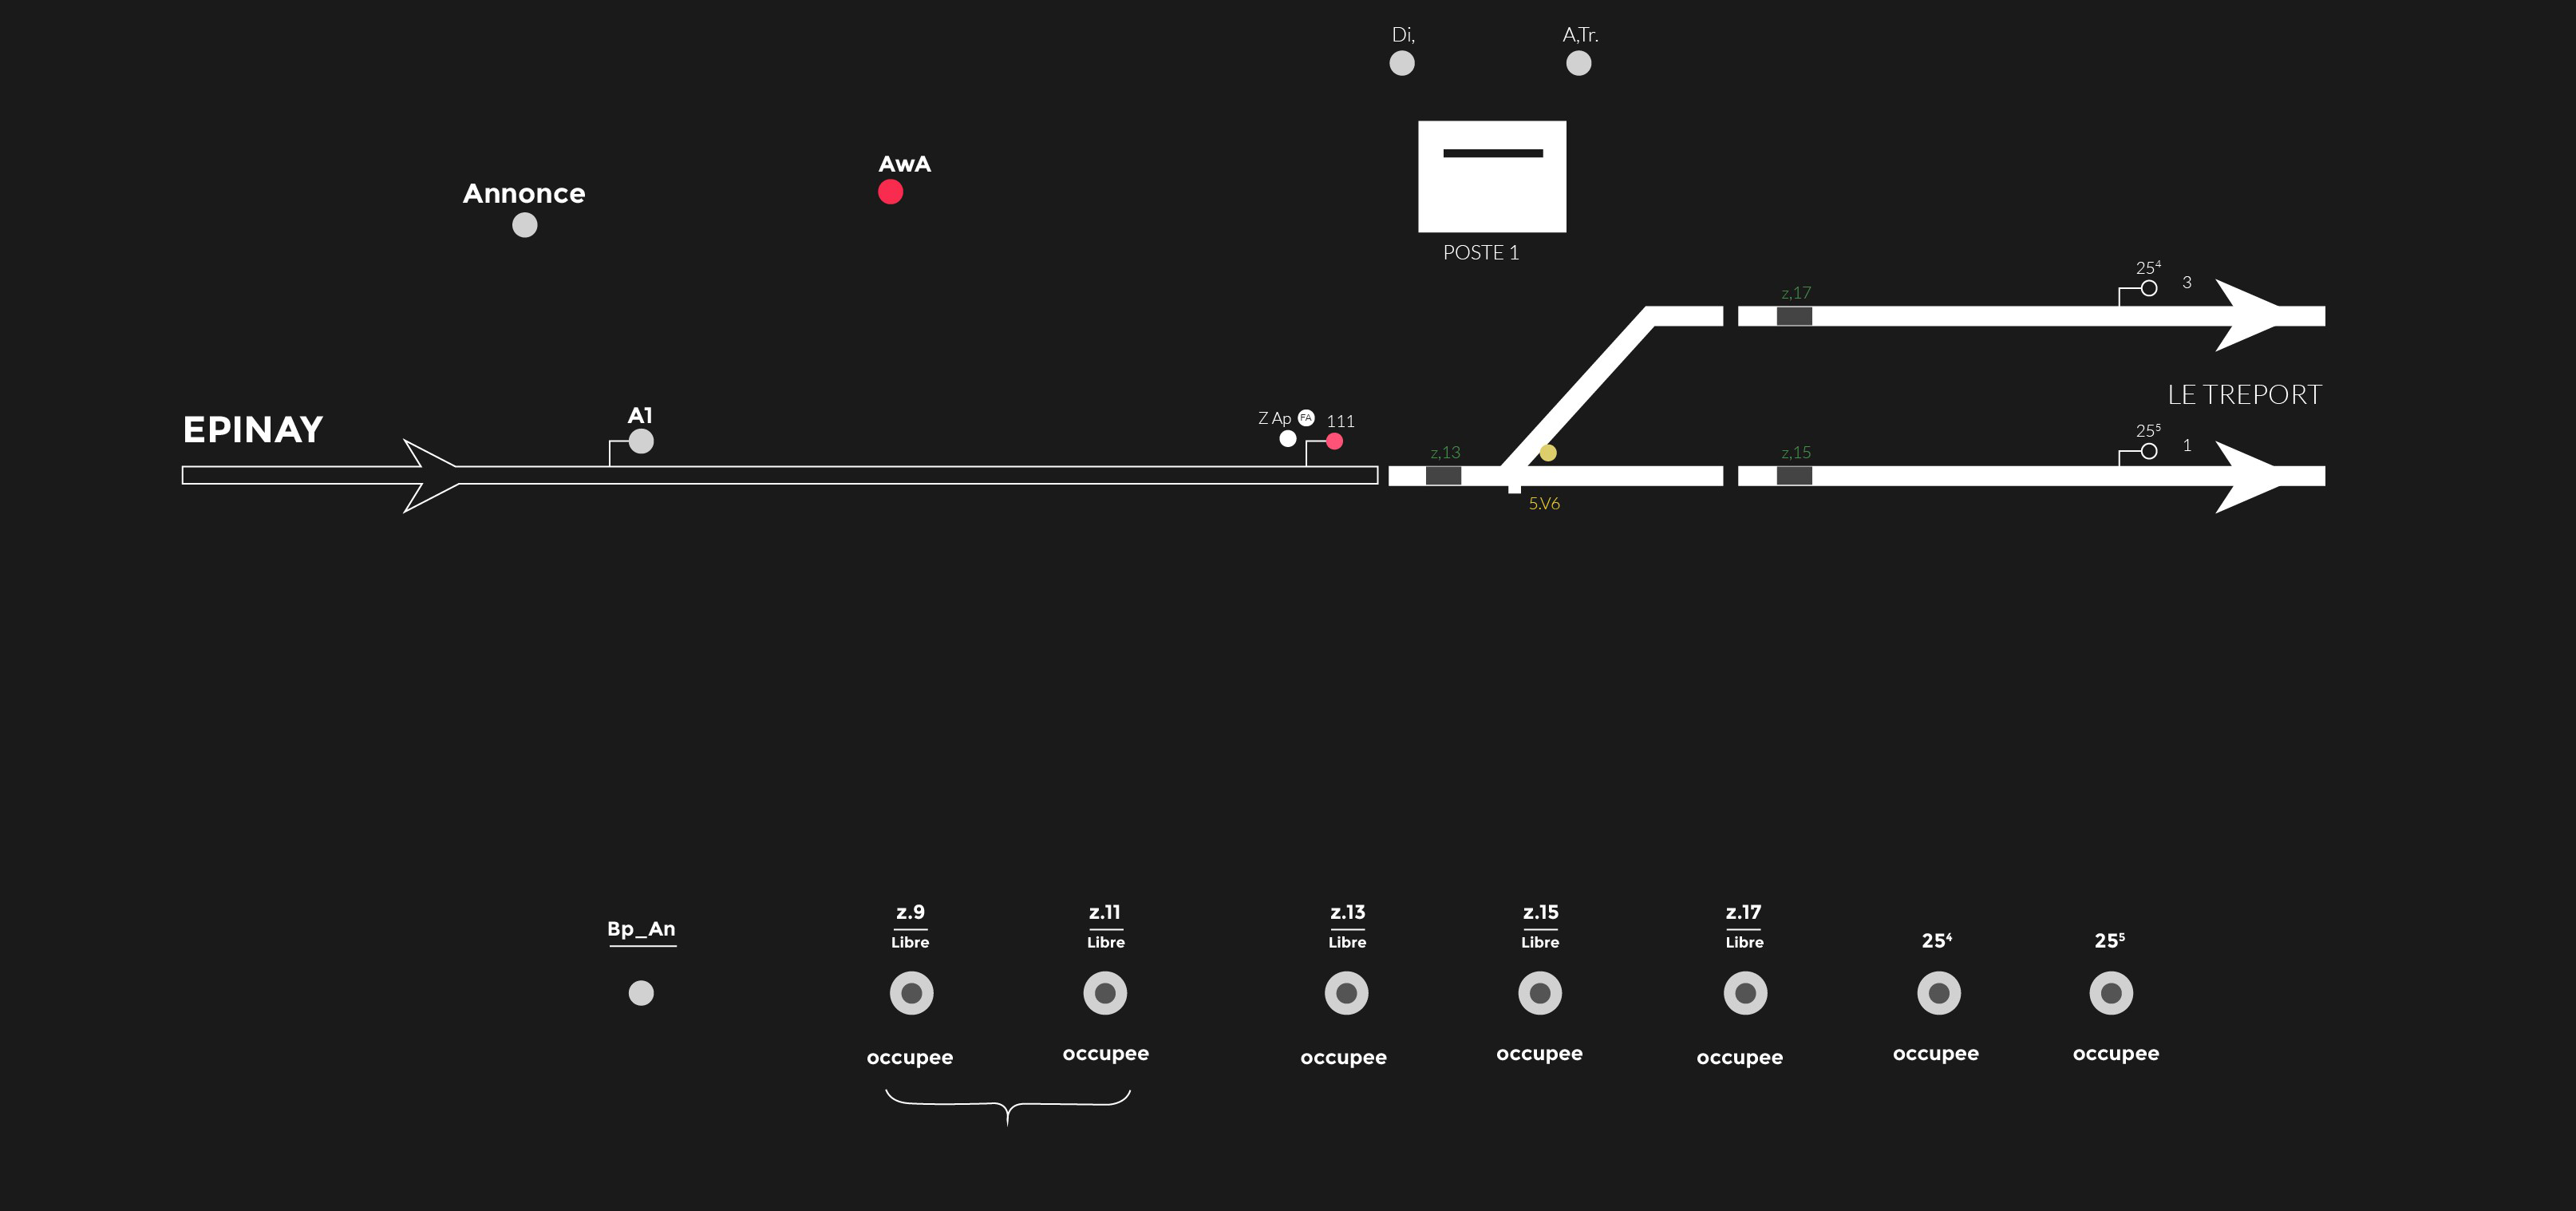 Di,
A,Tr.
AwA
Annonce
POSTE 1
25⁴
3
z,17
LE TREPORT
EPINAY
A1
Z Ap
FA
111
25⁵
1
z,13
z,15
5.V6
z.9
z.11
z.13
z.15
z.17
Bp_An
Libre
Libre
Libre
Libre
Libre
25⁴
25⁵
occupee
occupee
occupee
occupee
occupee
occupee
occupee